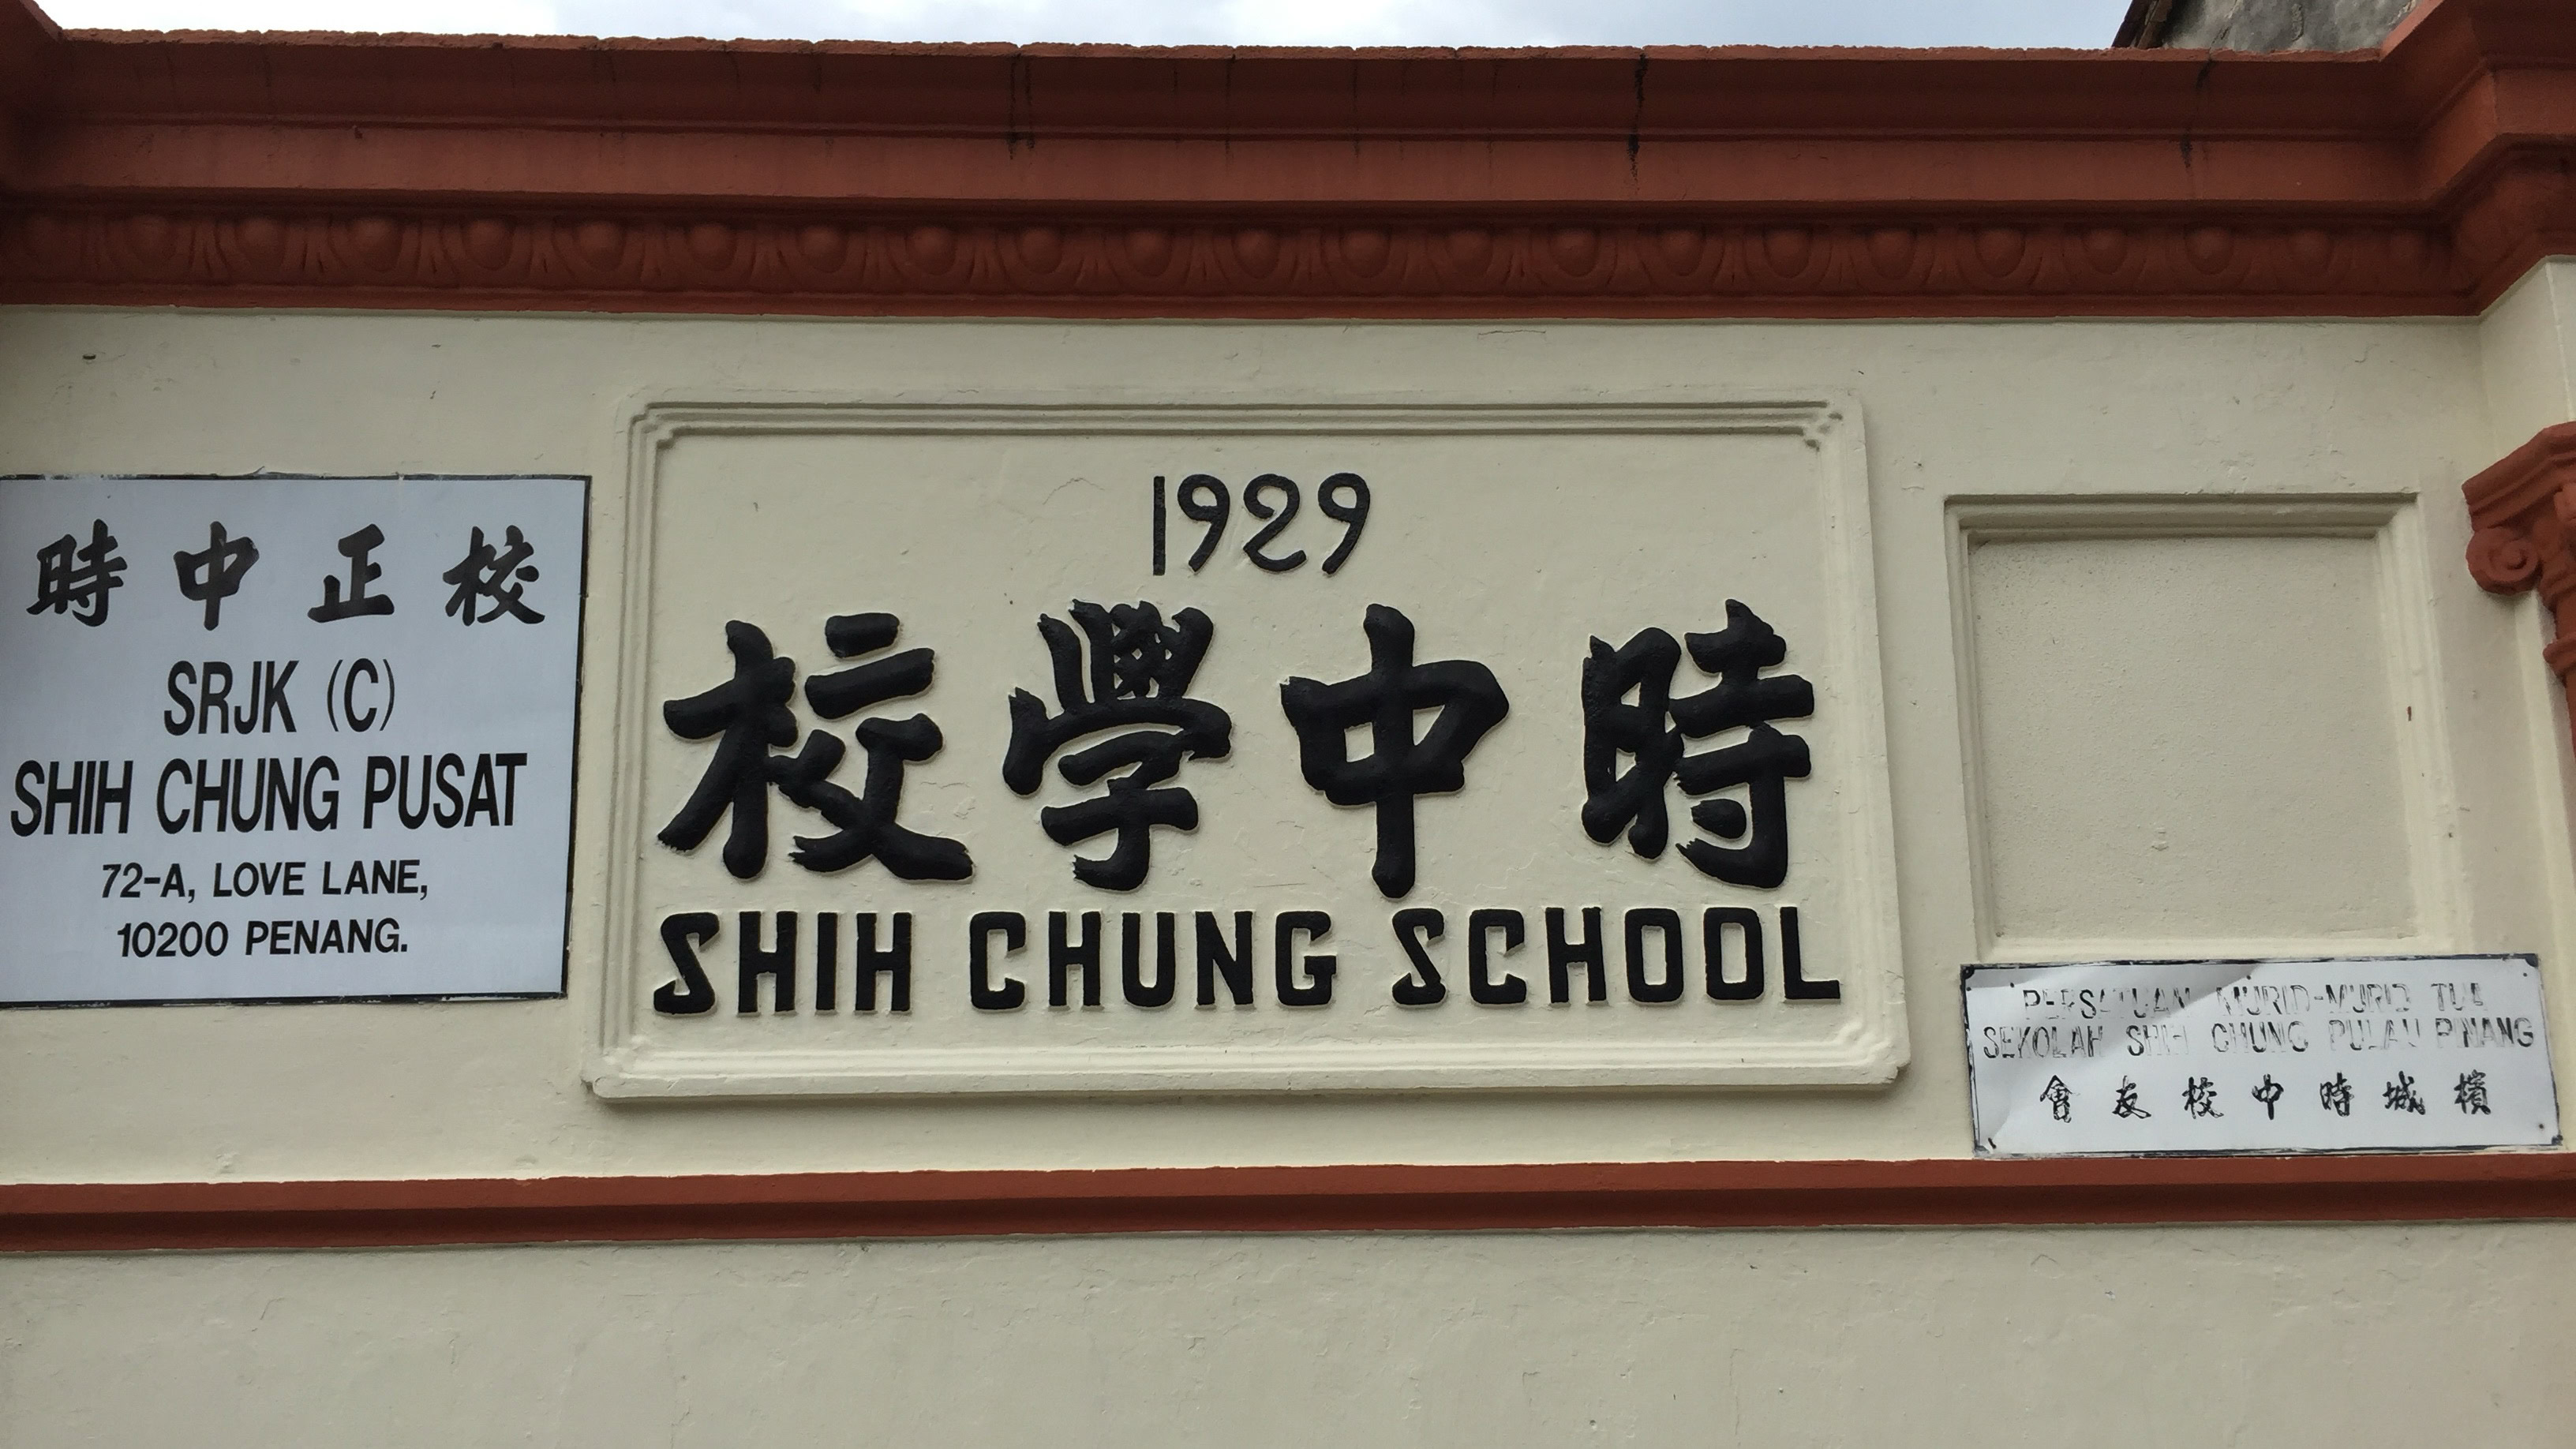 時中正校
SRJK (C)
SHIH CHUNG PUSAT
72-A, LOVE LANE,
10200 PENANG.
1929
校學中時
SHIH CHUNG SCHOOL
PERSATUAN MURID-MURID TUA
SEKOLAH SHIH CHUNG PULAU PINANG
會友校中時城檳